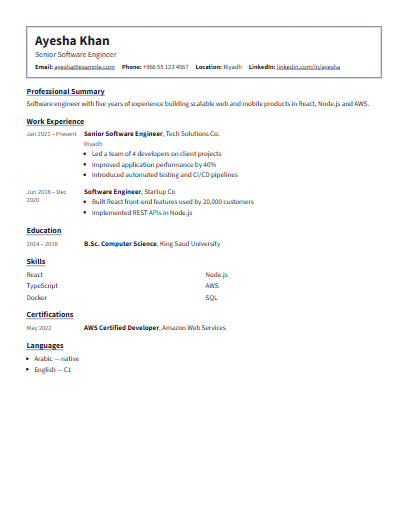 Ayesha Khan
Senior Software Engineer
Email: ayesha@example.com Phone: +966 55 123 4567 Location: Riyadh LinkedIn: linkedin.com/in/ayesha
Professional Summary
Software engineer with five years of experience building scalable web and mobile products in React, Node.js and AWS.
Work Experience
Jan 2021 – Present Senior Software Engineer, Tech Solutions Co.
Riyadh
• Led a team of 4 developers on client projects
• Improved application performance by 40%
• Introduced automated testing and CI/CD pipelines
Jun 2018 – Dec 2020 Software Engineer, Startup Co
• Built React front-end features used by 20,000 customers
• Implemented REST APIs in Node.js
Education
2014 – 2018 B.Sc. Computer Science, King Saud University
Skills
React Node.js
TypeScript AWS
Docker SQL
Certifications
May 2022 AWS Certified Developer, Amazon Web Services
Languages
• Arabic — native
• English — C1